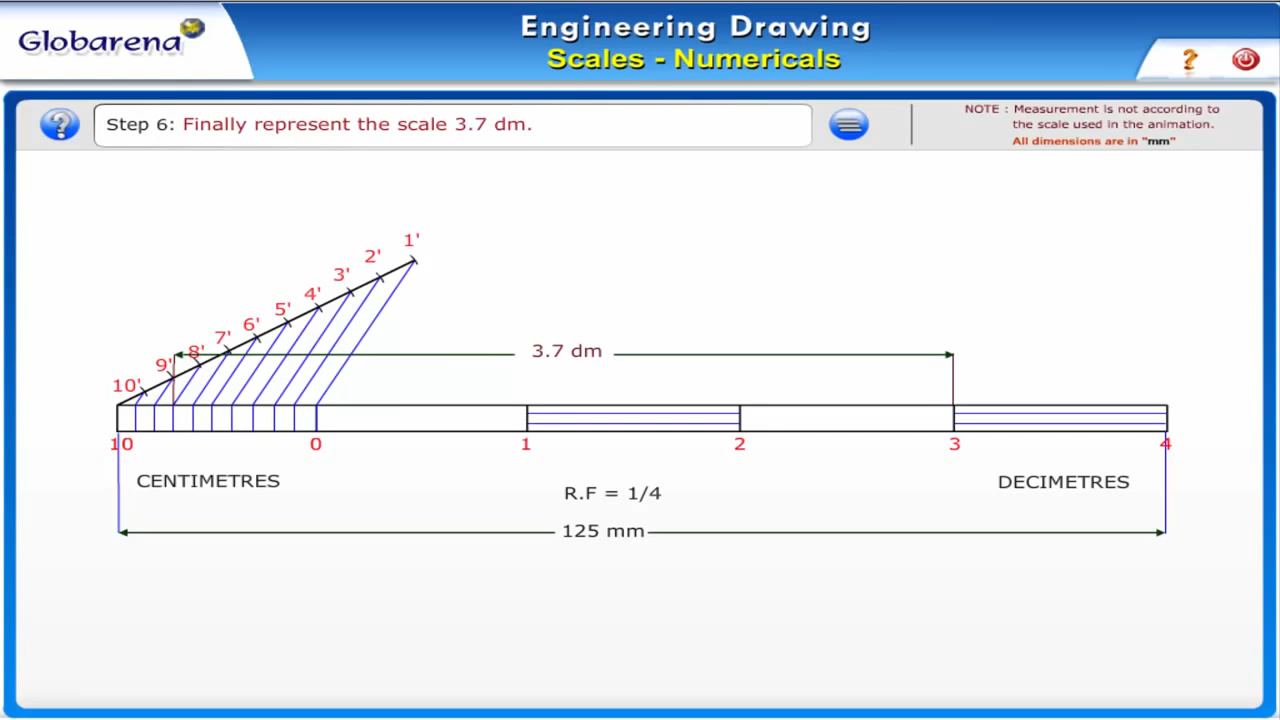 Globarena
Engineering Drawing
Scales - Numericals
?
?
Step 6: Finally represent the scale 3.7 dm.
NOTE : Measurement is not according to
the scale used in the animation.
All dimensions are in "mm"
1'
2'
3'
4'
5'
6'
7'
8'
9'
10'
3.7 dm
10 0 1 2 3 4
CENTIMETRES
DECIMETRES
R.F = 1/4
125 mm